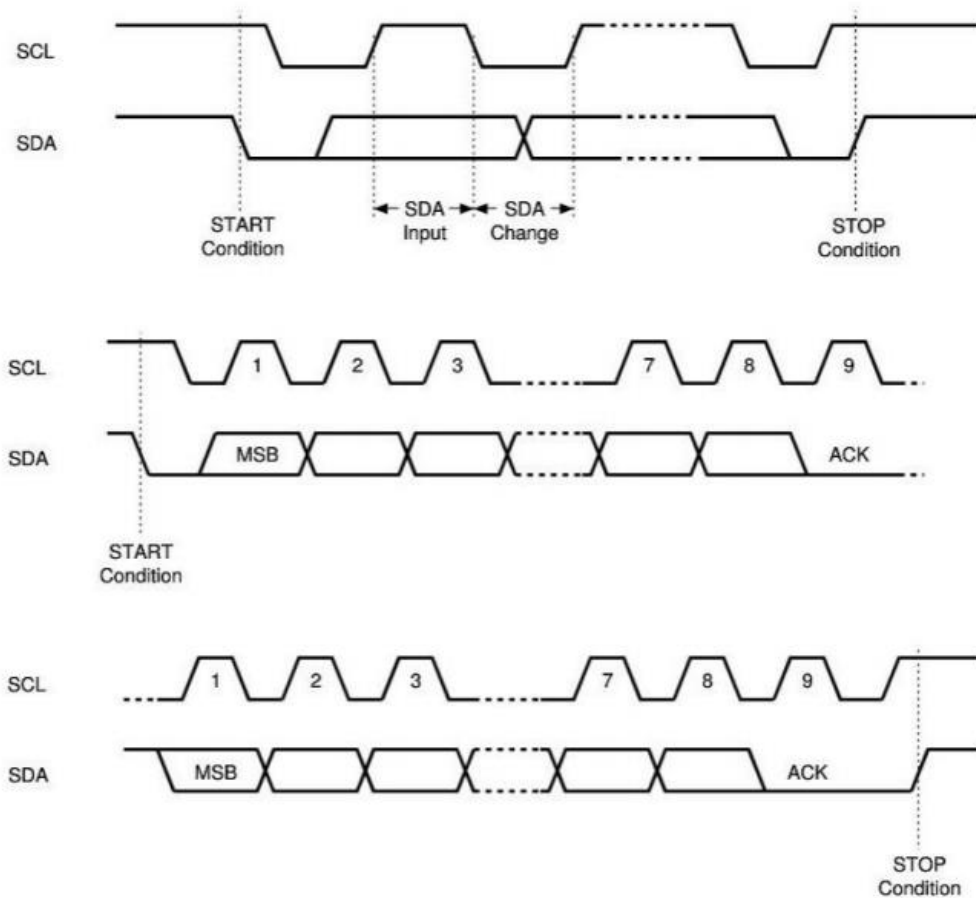 SCL
SDA
SDA
Input
SDA
Change
START
Condition
STOP
Condition
SCL
1 2 3 7 8 9
SDA
MSB ACK
START
Condition
SCL
1 2 3 7 8 9
SDA
MSB ACK
STOP
Condition